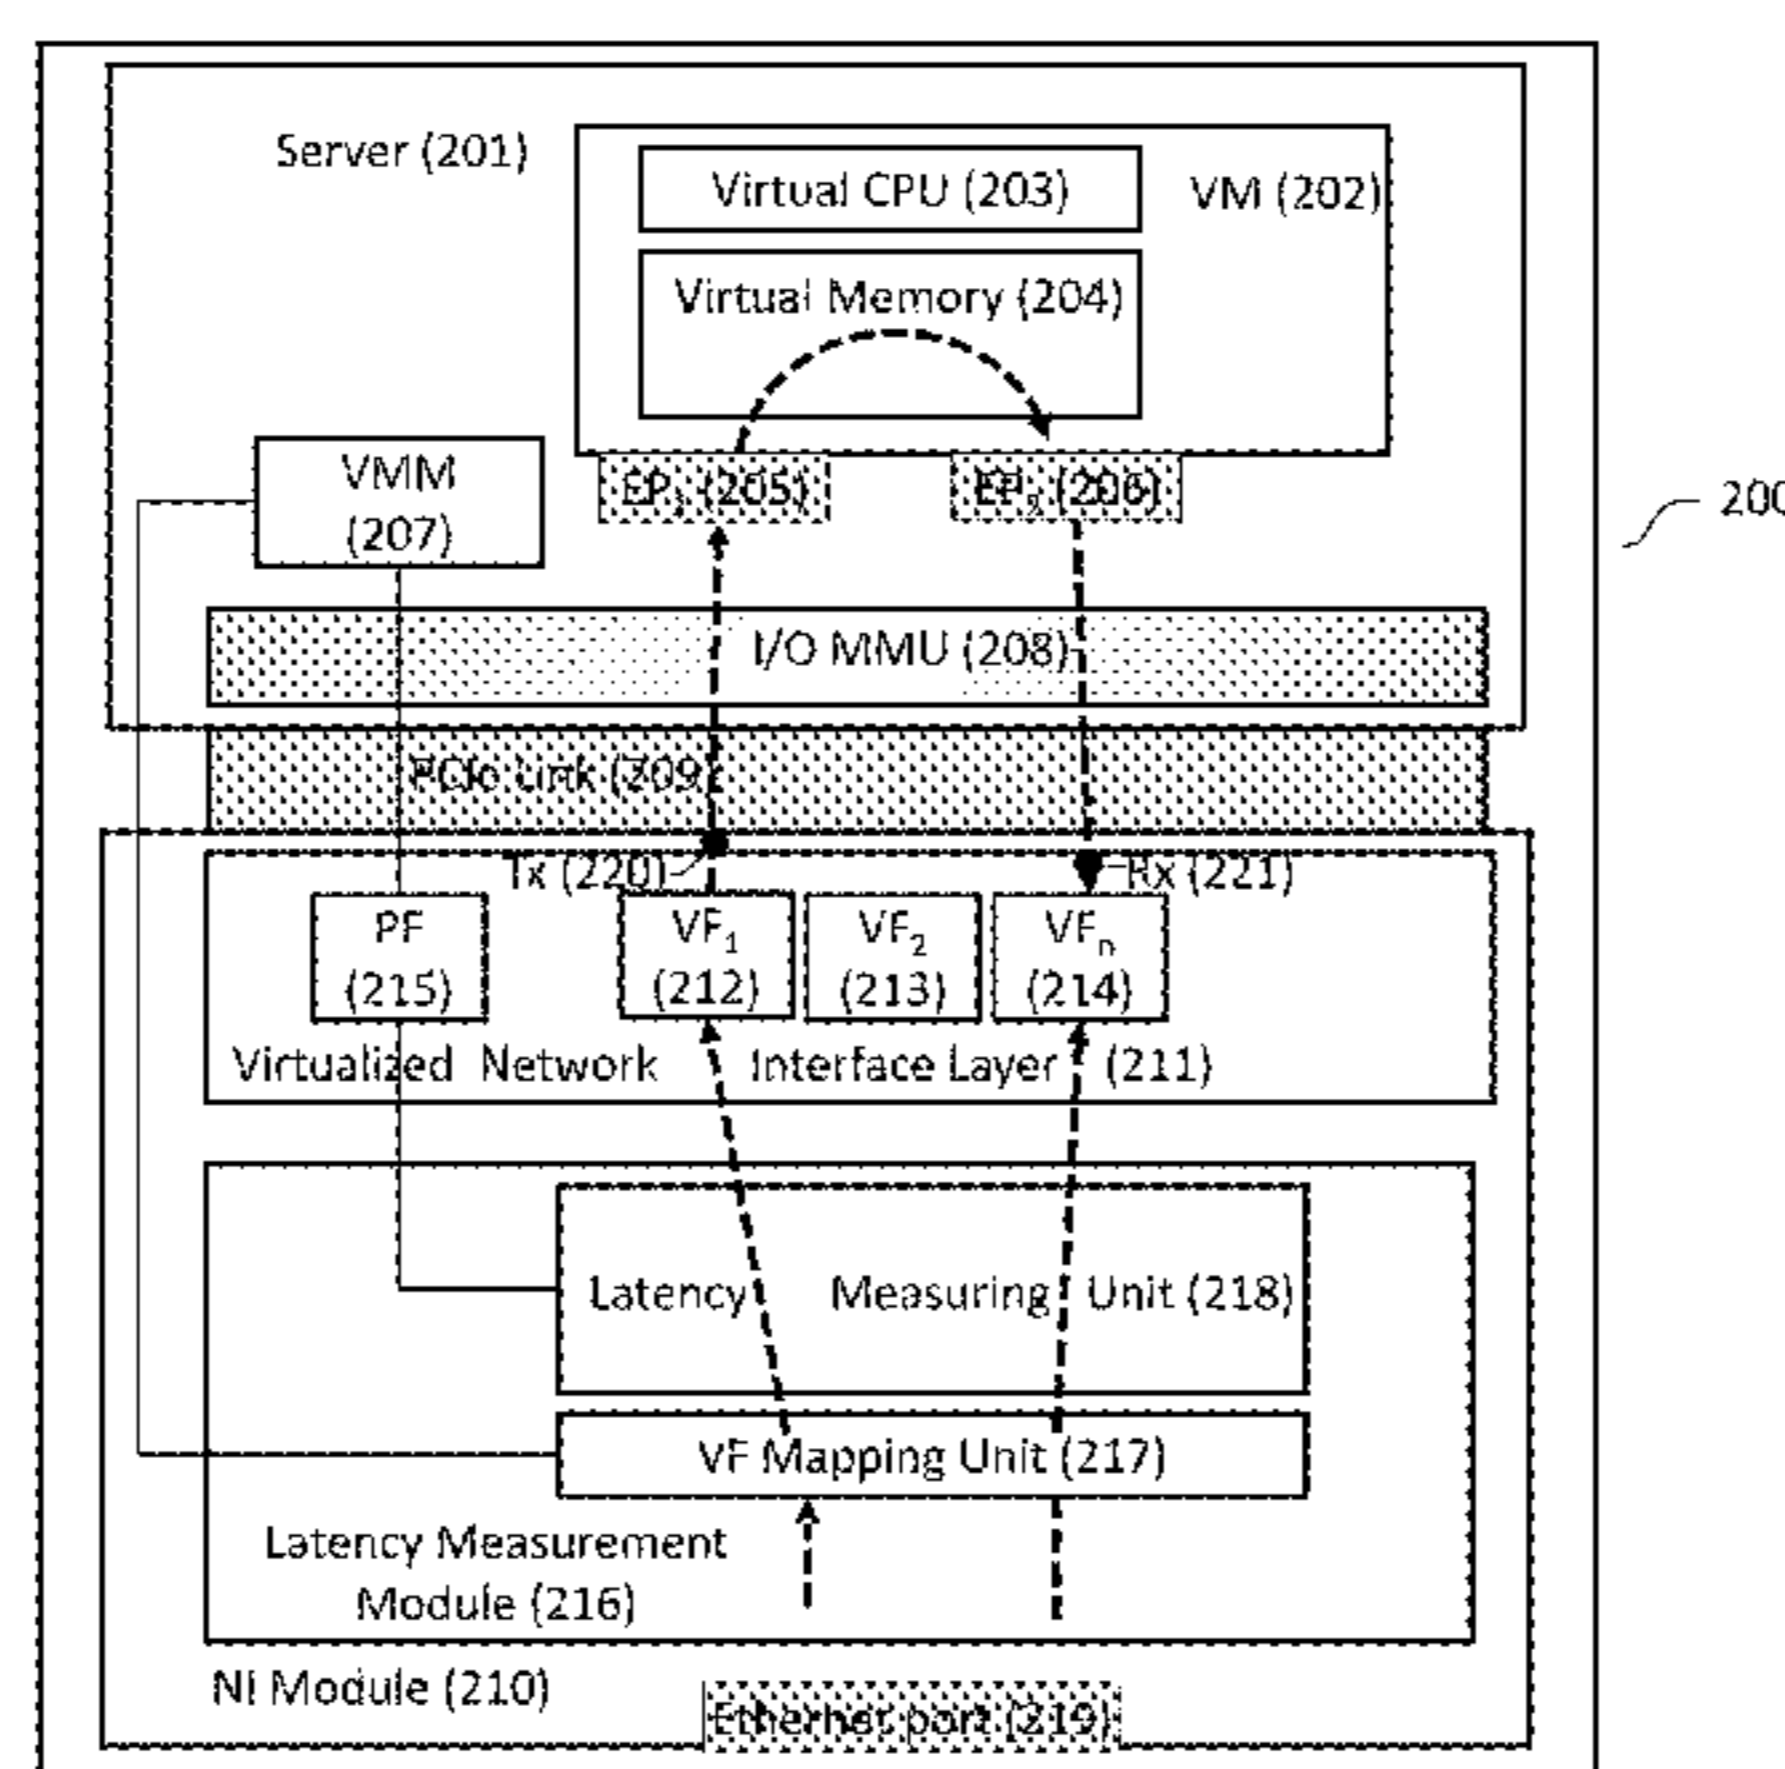 Server (201)
Virtual CPU (203)
VM (202)
Virtual Memory (204)
VMM
(207)
EP1 (205)
EP2 (206)
200
I/O MMU (208)
PCIe Link (209)
Tx (220)
Rx (221)
PF
(215)
VF1
(212)
VF2
(213)
VFn
(214)
Virtualized Network Interface Layer (211)
Latency Measuring Unit (218)
VF Mapping Unit (217)
Latency Measurement
Module (216)
NI Module (210)
Ethernet port (219)